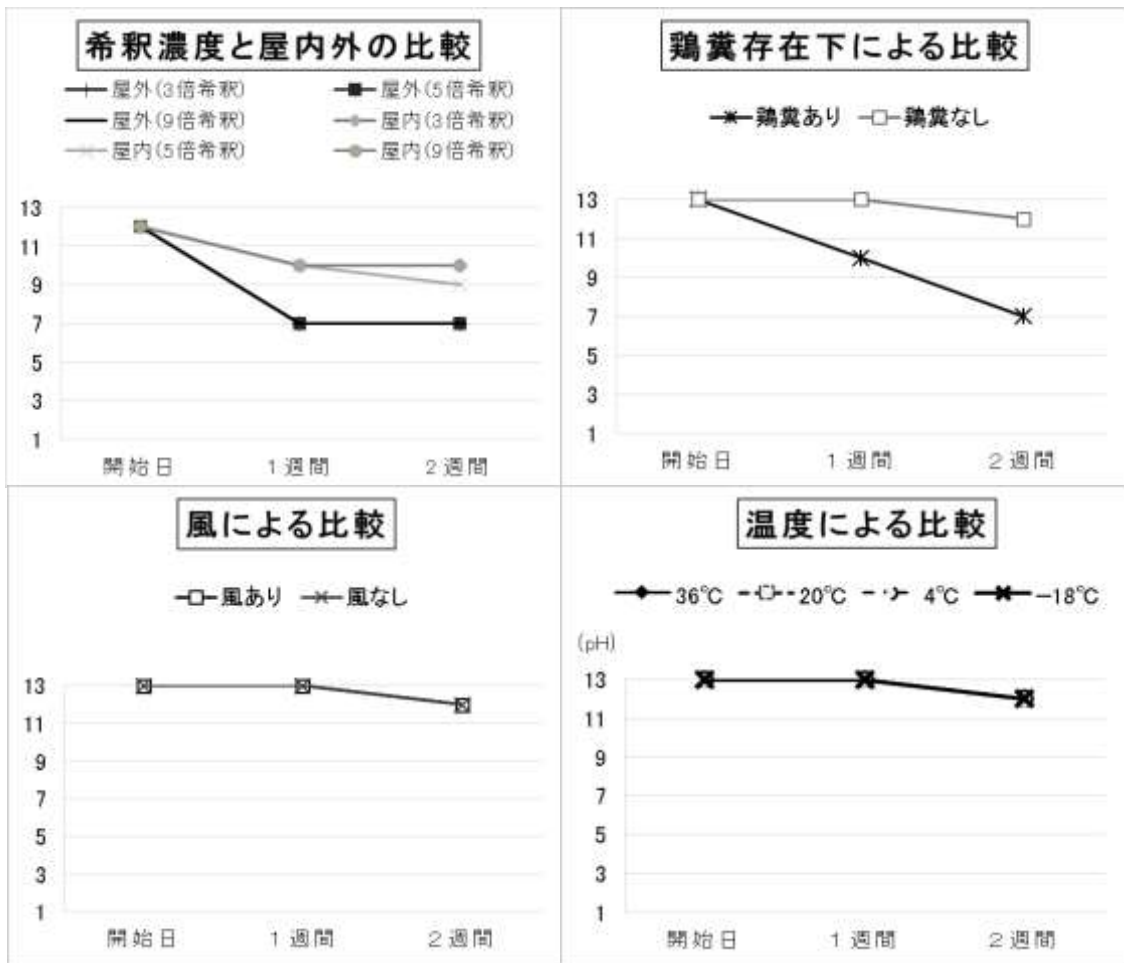 希釈濃度と屋内外の比較
屋外(3倍希釈) 屋外(5倍希釈)
屋外(9倍希釈) 屋内(3倍希釈)
屋内(5倍希釈) 屋内(9倍希釈)
13
11
9
7
5
3
1
開始日 1週間 2週間
鶏糞存在下による比較
鶏糞あり 鶏糞なし
13
11
9
7
5
3
1
開始日 1週間 2週間
風による比較
風あり 風なし
13
11
9
7
5
3
1
開始日 1週間 2週間
温度による比較
36℃ 20℃ 4℃ −18℃
(pH)
13
11
9
7
5
3
1
開始日 1週間 2週間